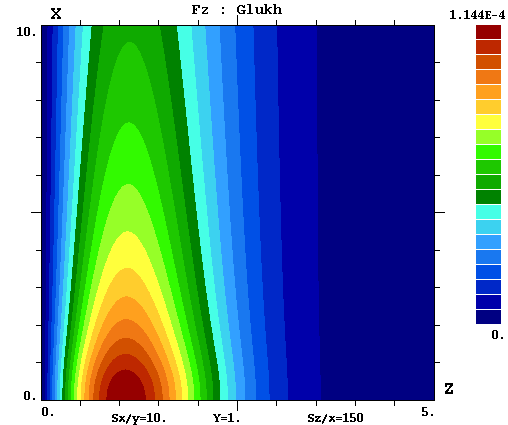 Fz : Glukh
X
1.144E-4
10.
0.
0.
Z
0.
5.
Sx/y=10.
Y=1.
Sz/x=150